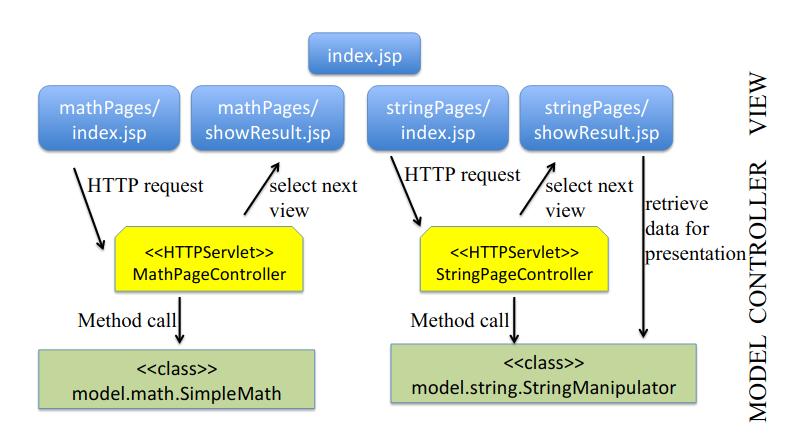 index.jsp
mathPages/
index.jsp
mathPages/
showResult.jsp
stringPages/
index.jsp
stringPages/
showResult.jsp
HTTP request
select next
view
HTTP request
select next
view
retrieve
data for
presentation
<<HTTPServlet>>
MathPageController
<<HTTPServlet>>
StringPageController
Method call
Method call
<<class>>
model.math.SimpleMath
<<class>>
model.string.StringManipulator
MODEL CONTROLLER VIEW